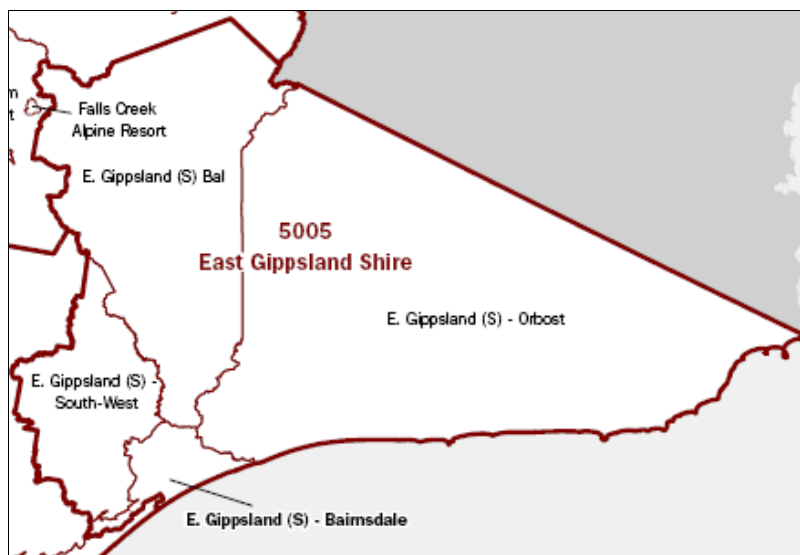 m
t
Falls Creek
Alpine Resort
E. Gippsland (S) Bal
5005
East Gippsland Shire
E. Gippsland (S) - Orbost
E. Gippsland (S) -
South-West
E. Gippsland (S) - Bairnsdale